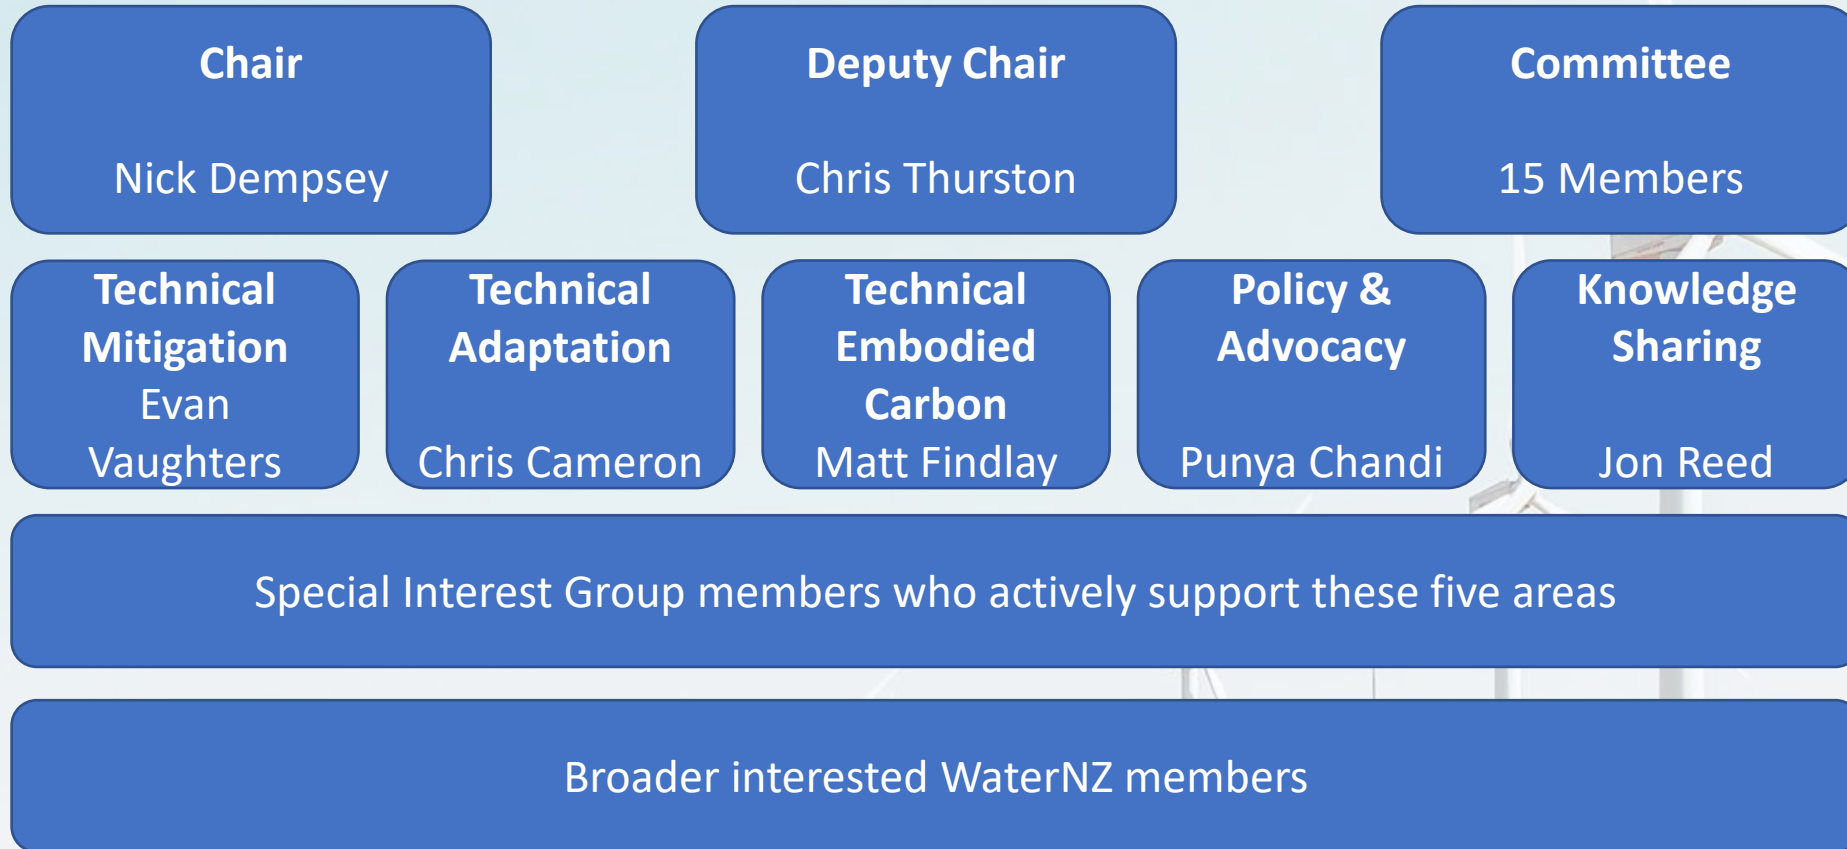 Chair
Nick Dempsey
Deputy Chair
Chris Thurston
Committee
15 Members
Technical
Mitigation
Evan
Vaughters
Technical
Adaptation
Chris Cameron
Technical
Embodied
Carbon
Matt Findlay
Policy &
Advocacy
Punya Chandi
Knowledge
Sharing
Jon Reed
Special Interest Group members who actively support these five areas
Broader interested WaterNZ members